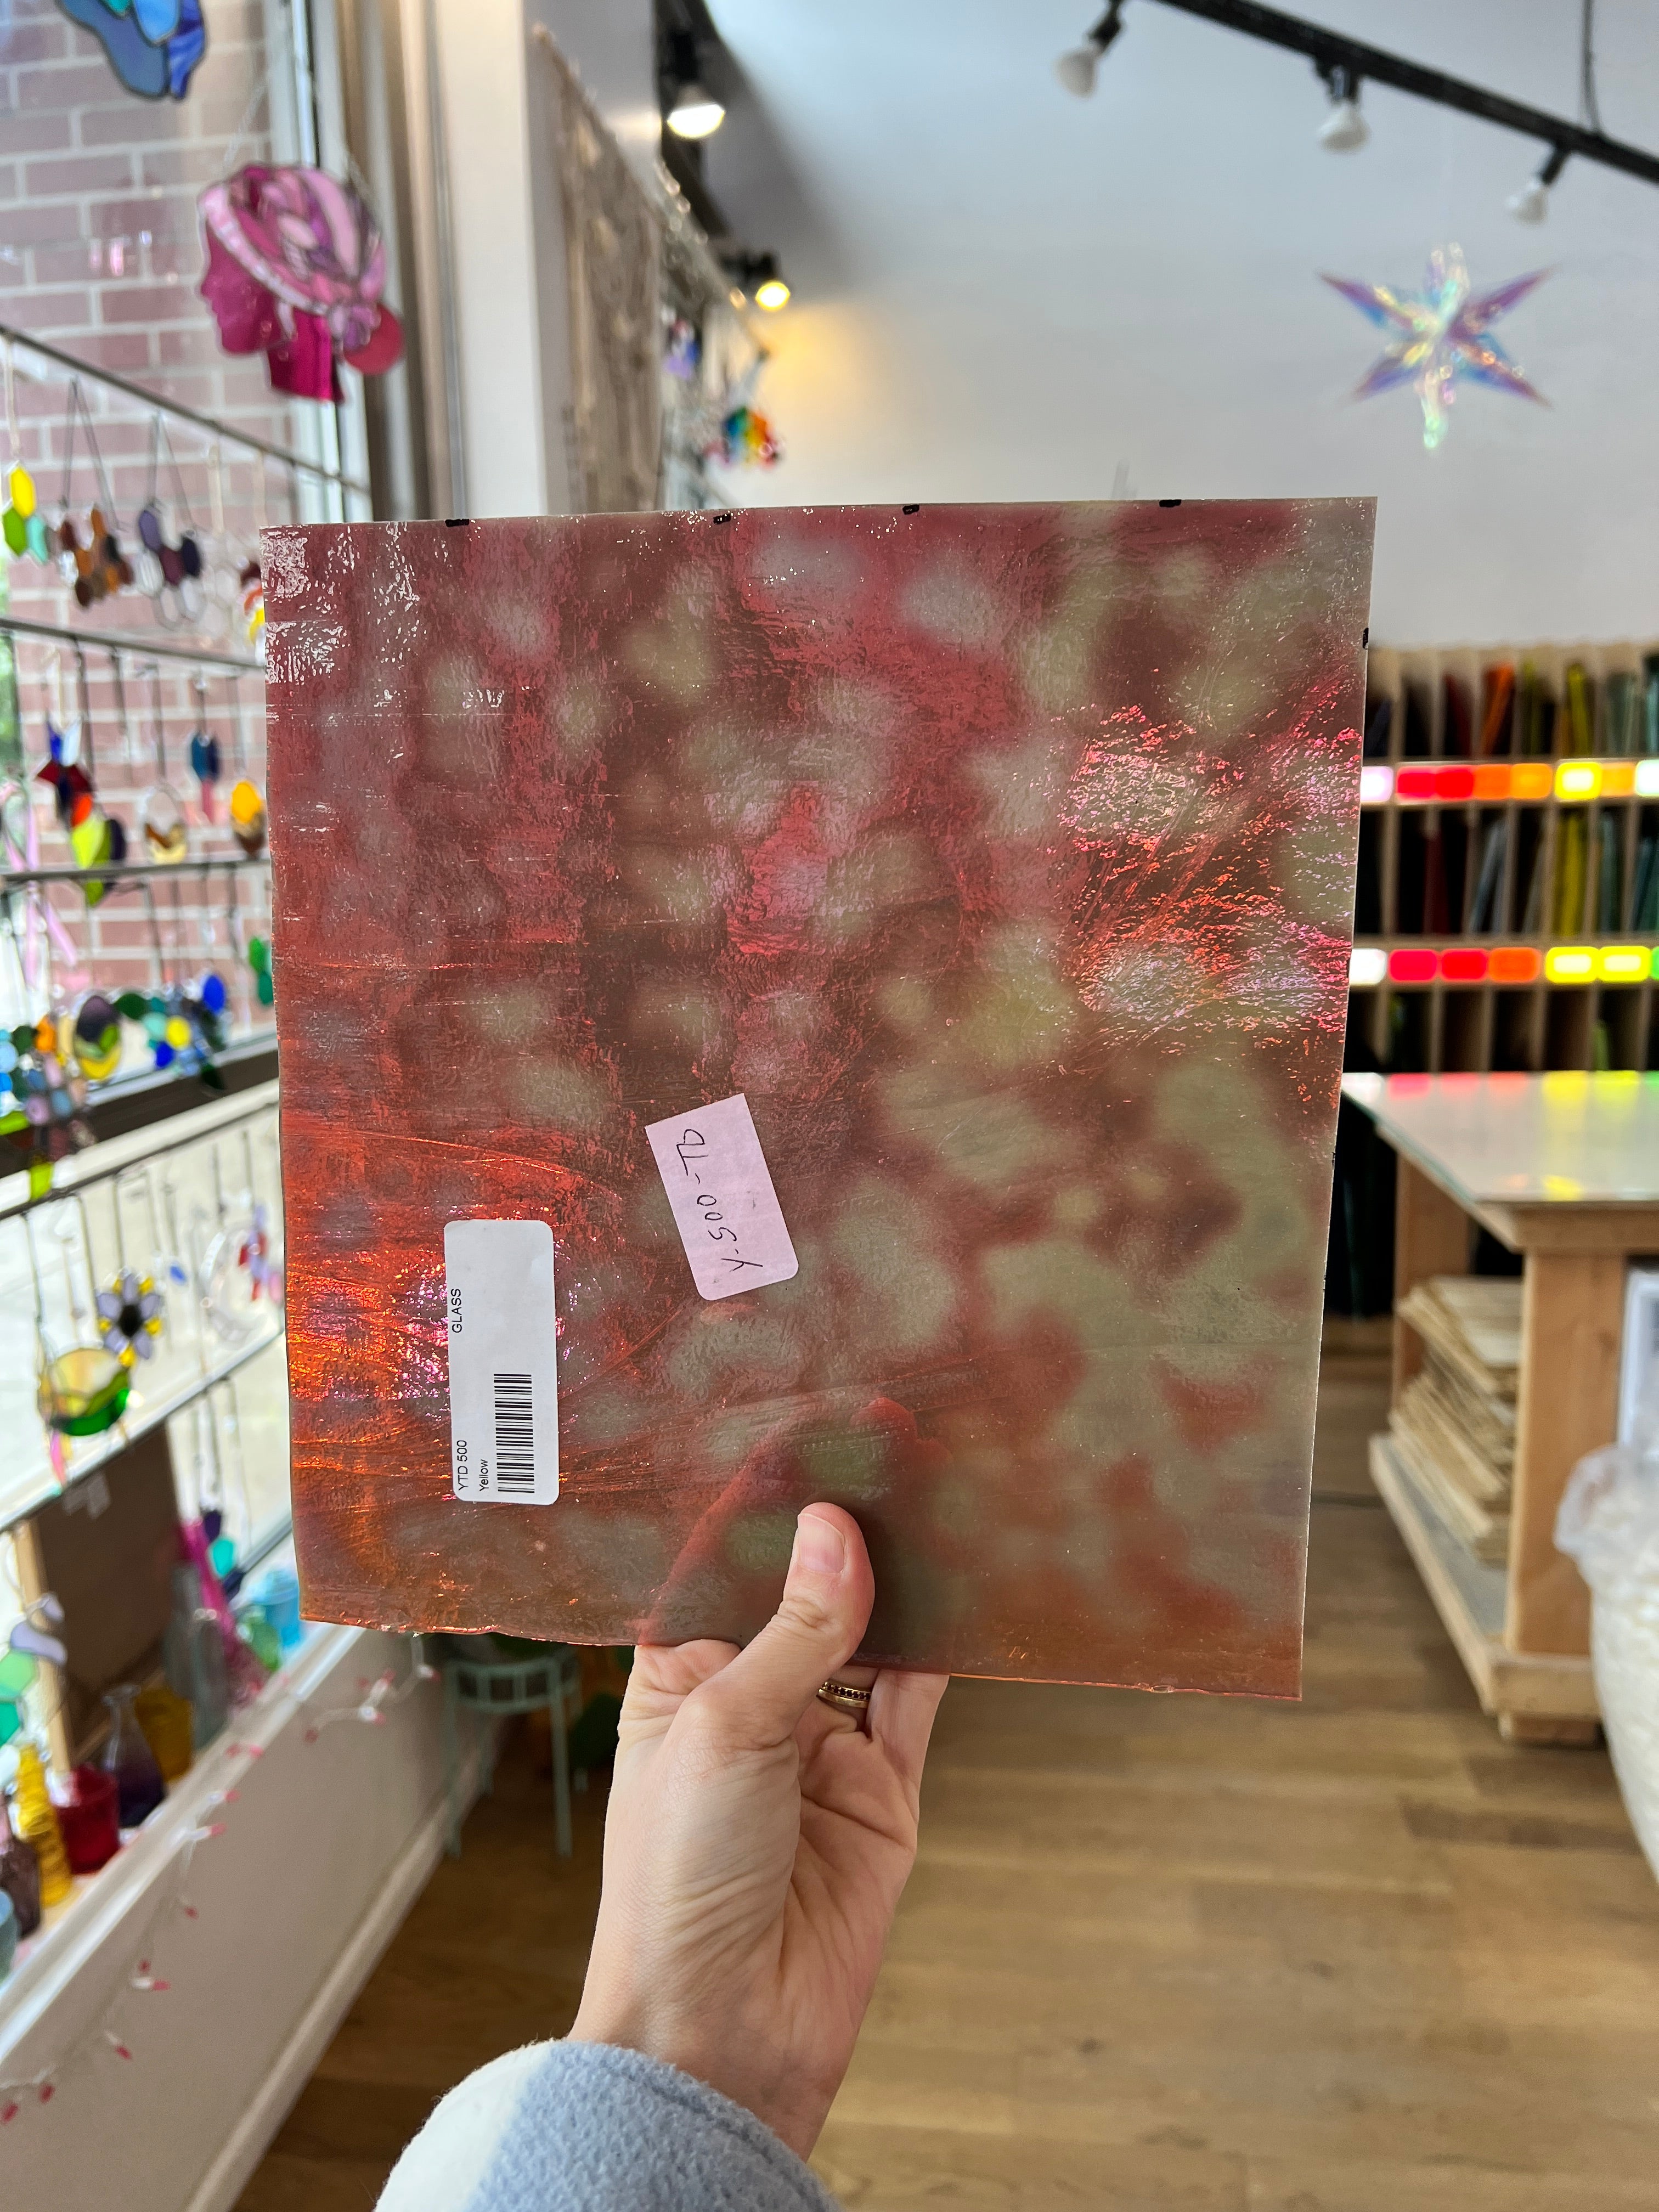 GLASS
YTD 500
Yellow
Y-500-TD